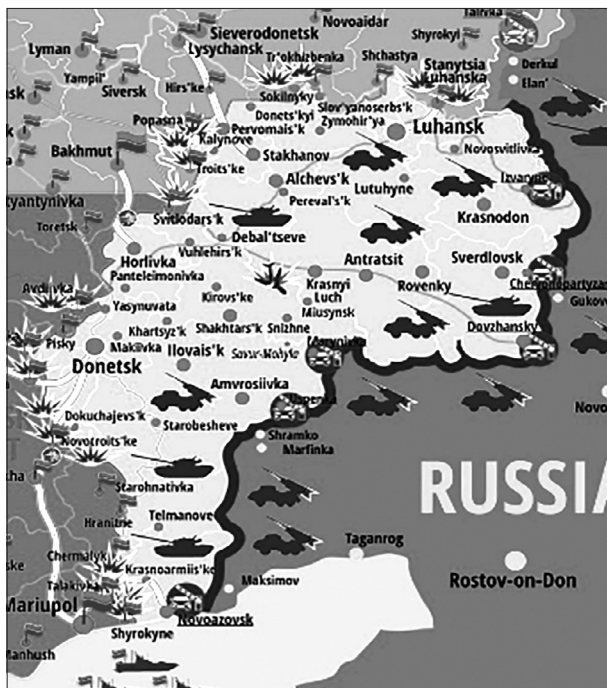 Novoaidar
Sieverodonetsk
Lyman
Lysychansk
Shyrokyi
Yampil'
Siversk
Hirs'ke
Shchastya
Stanytsia
Luhanska
Derkul
Elan'
Sokilnyky
Donets'kyi
Slov'yanoserbs'k
Zymohir'ya
Popasna
Pervomais'k
Kalynove
Luhansk
Bakhmut
Stakhanov
Novosvitlivka
Troits'ke
Alchevs'k
Lutuhyne
Izvaryne
Pereval's'k
Krasnodon
Svitlodars'k
Toretsk
Debal'tseve
Vuhlehirs'k
Horlivka
Antratsit
Sverdlovsk
Panteleimonivka
Krasnyi
Luch
Rovenky
Avdiivka
Kirovs'ke
Miusynsk
Yasynuvata
Khartsyz'k
Shakhtars'k
Snizhne
Dovzhansky
Pisky
Makiivka
Ilovais'k
Savur-Mohyla
Marynivka
Donetsk
Amvrosiivka
Uspenka
Dokuchajevs'k
Starobesheve
Novotroits'ke
Shramko
Marfinka
Starohnativka
RUSSIA
Hranitne
Telmanove
Taganrog
Chermalyk
Krasnoarmiis'ke
Rostov-on-Don
Talakivka
Maksimov
Mariupol
Novoazovsk
Shyrokyne